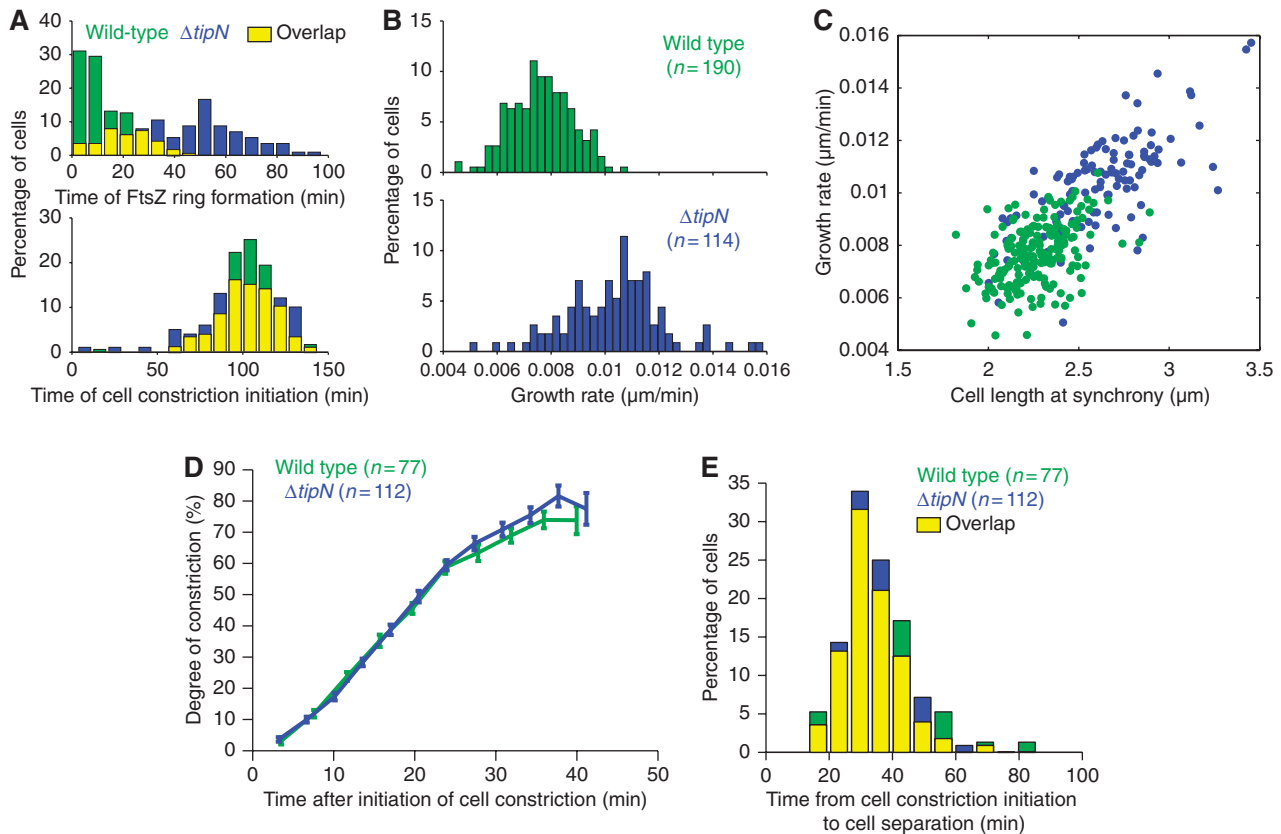 A
Wild-type ΔtipN Overlap
40
30
20
10
0
0 20 40 60 80 100
Time of FtsZ ring formation (min)
Percentage of cells
30
20
10
0
0 50 100 150
Time of cell constriction initiation (min)
B
15
10
5
0
Wild type
(n=190)
Percentage of cells
15
10
5
0
ΔtipN
(n=114)
0.004 0.006 0.008 0.010 0.012 0.014 0.016
Growth rate (µm/min)
C
0.016
0.014
0.012
0.01
0.008
0.006
0.004
Growth rate (µm/min)
1.5 2 2.5 3 3.5
Cell length at synchrony (µm)
D
Wild type (n=77)
ΔtipN (n=112)
90
80
70
60
50
40
30
20
10
0
Degree of constriction (%)
0 10 20 30 40 50
Time after initiation of cell constriction (min)
E
Wild type (n=77)
ΔtipN (n=112)
Overlap
35
30
25
20
15
10
5
0
Percentage of cells
0 20 40 60 80 100
Time from cell constriction initiation
to cell separation (min)